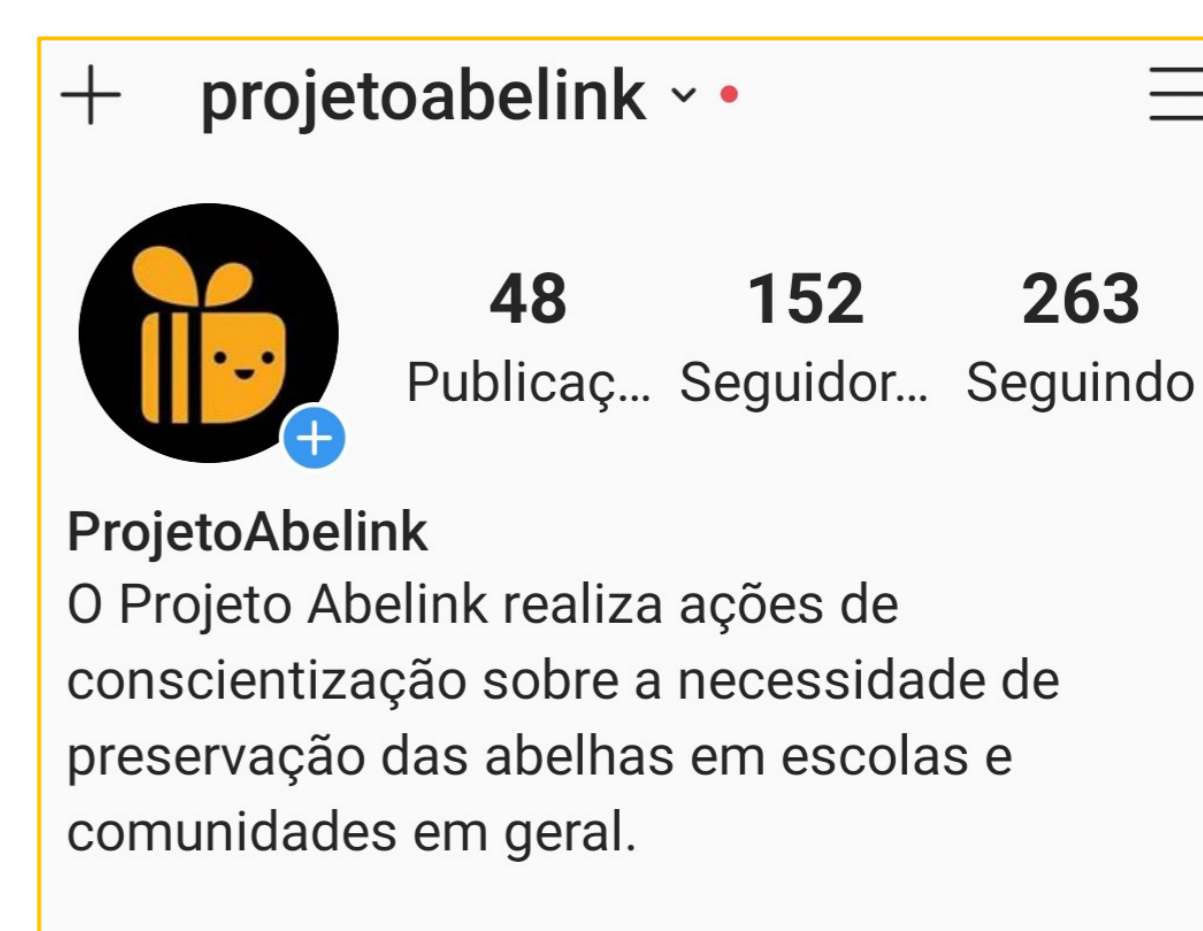 projetoabelink
48 152 263
Publicaç... Seguidor... Seguindo
ProjetoAbelink
O Projeto Abelink realiza ações de
conscientização sobre a necessidade de
preservação das abelhas em escolas e
comunidades em geral.